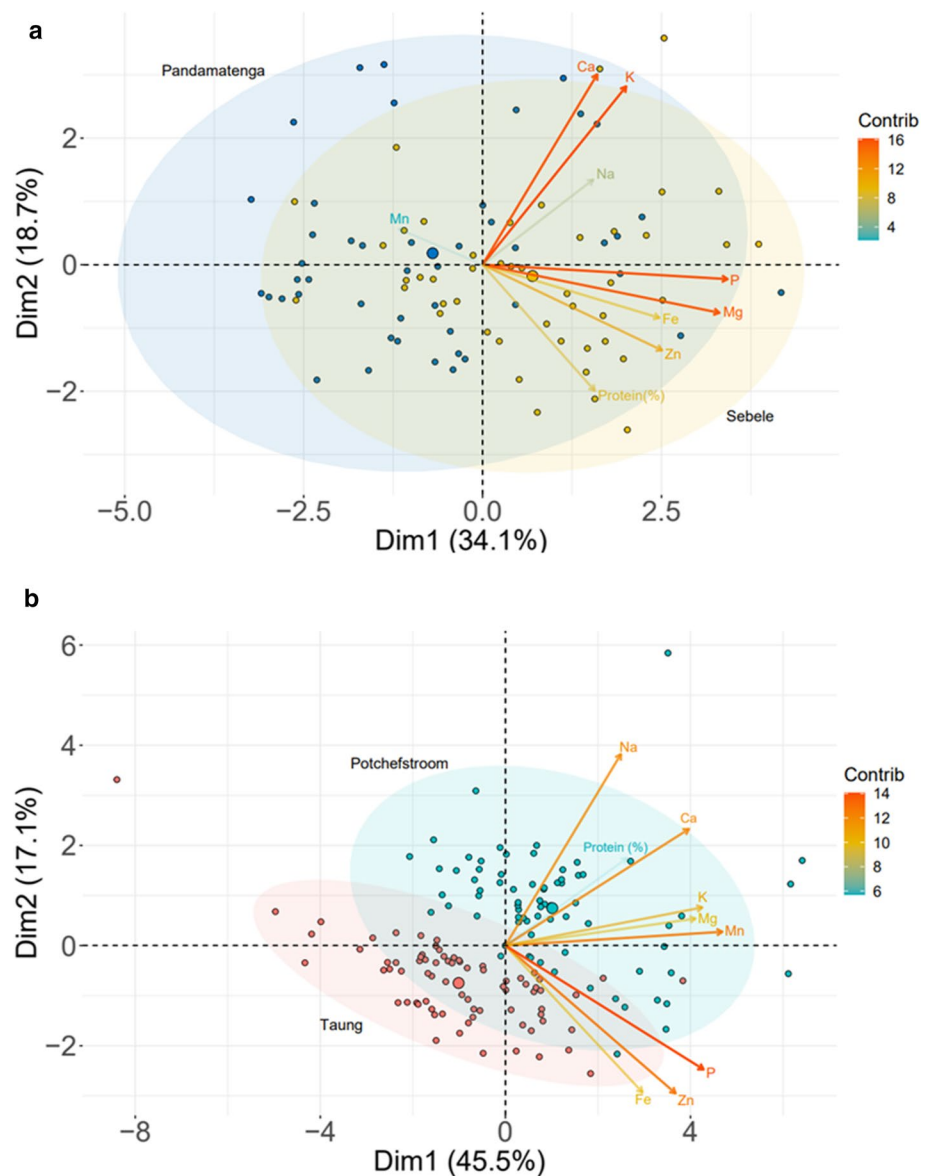 a
Pandamatenga
Ca
K
Contrib
16
2
12
Na
8
Mn
4
Dim2 (18.7%)
0
P
Mg
Fe
Zn
−2
Protein(%)
Sebele
−5.0 −2.5 0.0 2.5
Dim1 (34.1%)
b
6
4
Na
Potchefstroom
Contrib
14
Ca
12
2
Protein (%)
10
8
K
6
Mg
Dim2 (17.1%)
Mn
0
Taung
−2
P
Fe Zn
−8 −4 0 4
Dim1 (45.5%)